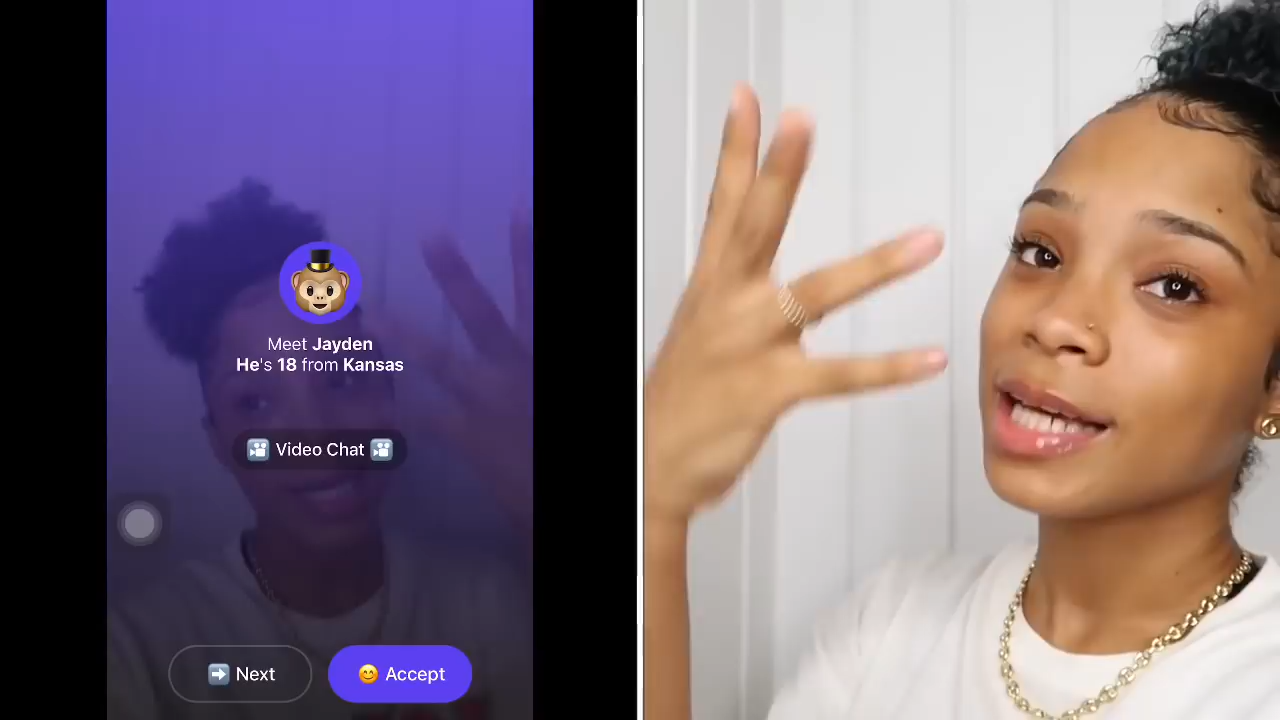 Meet Jayden
He's 18 from Kansas
Video Chat
Next
Accept